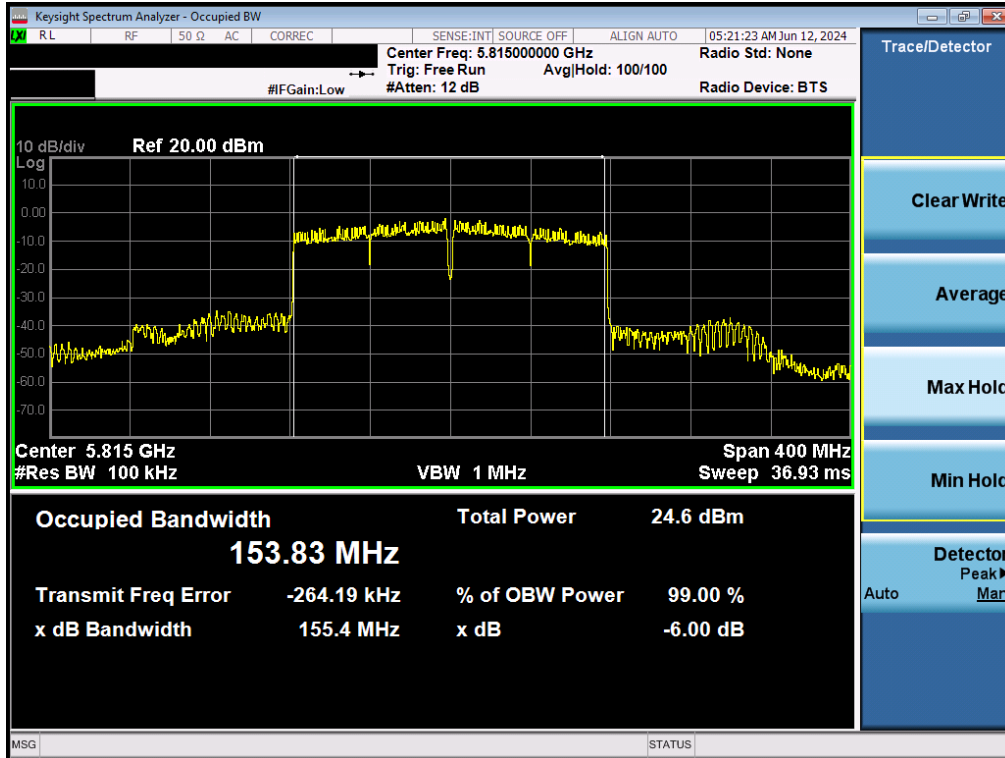 Keysight Spectrum Analyzer - Occupied BW
LXI RL RF 50 Ω AC CORREC SENSE:INT SOURCE OFF ALIGN AUTO 05:21:23 AM Jun 12, 2024
Center Freq: 5.815000000 GHz Radio Std: None
Trig: Free Run Avg|Hold: 100/100
#IFGain:Low #Atten: 12 dB Radio Device: BTS
10 dB/div Ref 20.00 dBm
Log
10.0
0.00
-10.0
-20.0
-30.0
-40.0
-50.0
-60.0
-70.0
Center 5.815 GHz Span 400 MHz
#Res BW 100 kHz VBW 1 MHz Sweep 36.93 ms
Occupied Bandwidth Total Power 24.6 dBm
153.83 MHz
Transmit Freq Error -264.19 kHz % of OBW Power 99.00 %
x dB Bandwidth 155.4 MHz x dB -6.00 dB
MSG STATUS
Trace/Detector
Clear Write
Average
Max Hold
Min Hold
Detector
Peak▶
Auto Man